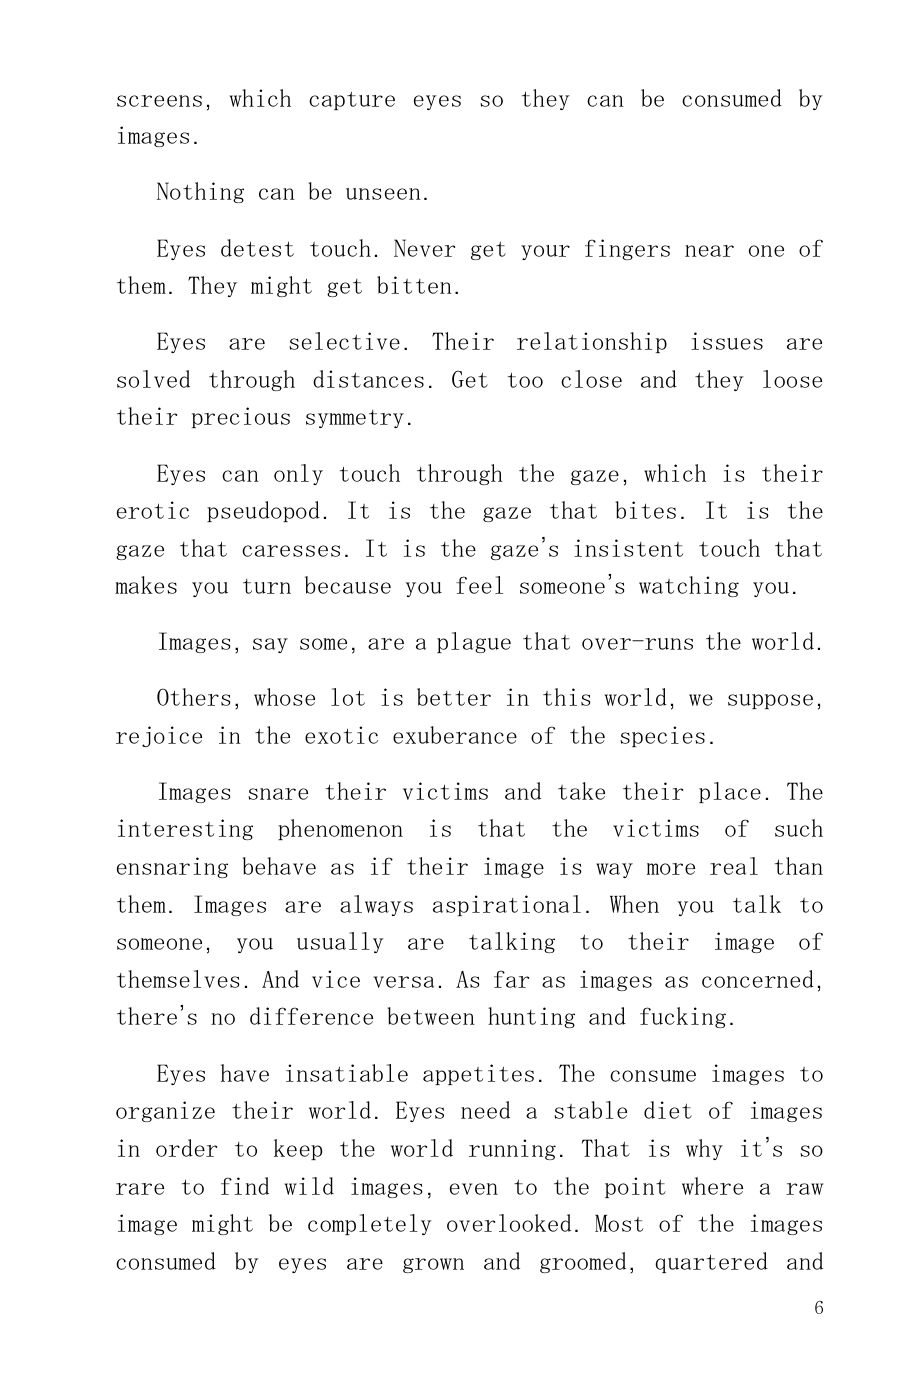 screens, which capture eyes so they can be consumed by
images.
Nothing can be unseen.
Eyes detest touch. Never get your fingers near one of
them. They might get bitten.
Eyes are selective. Their relationship issues are
solved through distances. Get too close and they loose
their precious symmetry.
Eyes can only touch through the gaze, which is their
erotic pseudopod. It is the gaze that bites. It is the
gaze that caresses. It is the gaze's insistent touch that
makes you turn because you feel someone's watching you.
Images, say some, are a plague that over-runs the world.
Others, whose lot is better in this world, we suppose,
rejoice in the exotic exuberance of the species.
Images snare their victims and take their place. The
interesting phenomenon is that the victims of such
ensnaring behave as if their image is way more real than
them. Images are always aspirational. When you talk to
someone, you usually are talking to their image of
themselves. And vice versa. As far as images as concerned,
there's no difference between hunting and fucking.
Eyes have insatiable appetites. The consume images to
organize their world. Eyes need a stable diet of images
in order to keep the world running. That is why it's so
rare to find wild images, even to the point where a raw
image might be completely overlooked. Most of the images
consumed by eyes are grown and groomed, quartered and
6